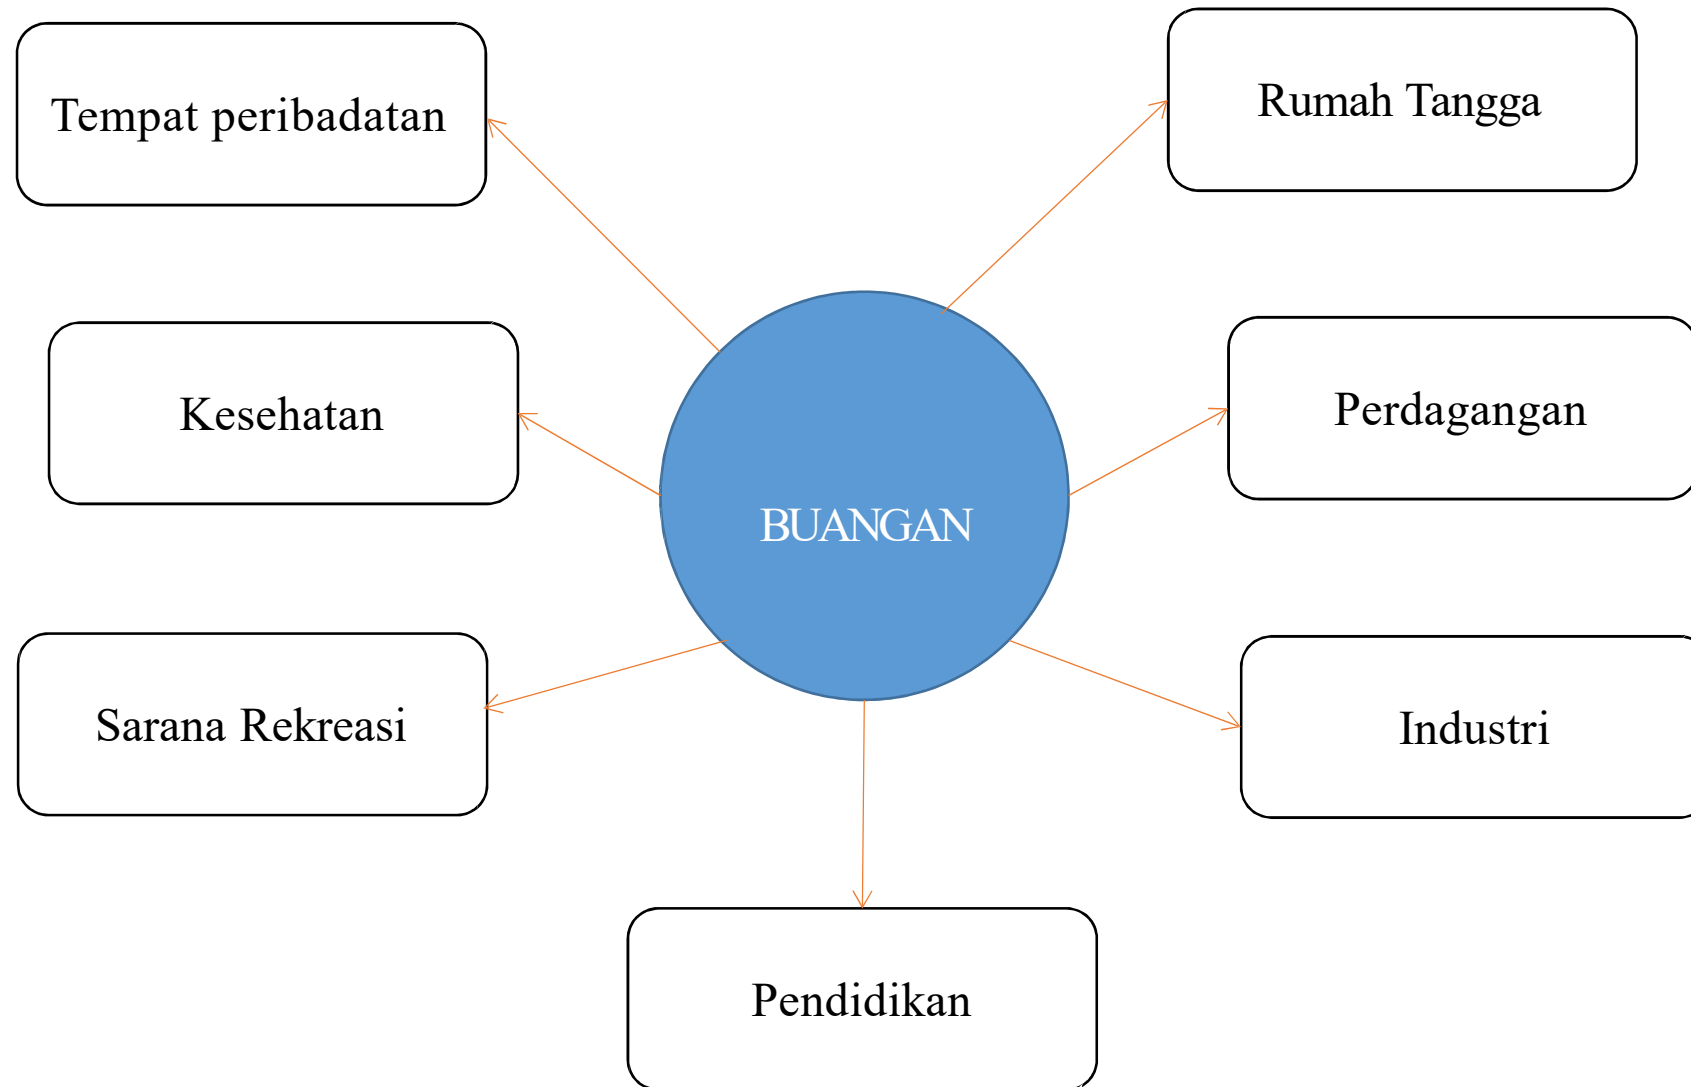 Tempat peribadatan
Rumah Tangga
Kesehatan
Perdagangan
BUANGAN
Sarana Rekreasi
Industri
Pendidikan